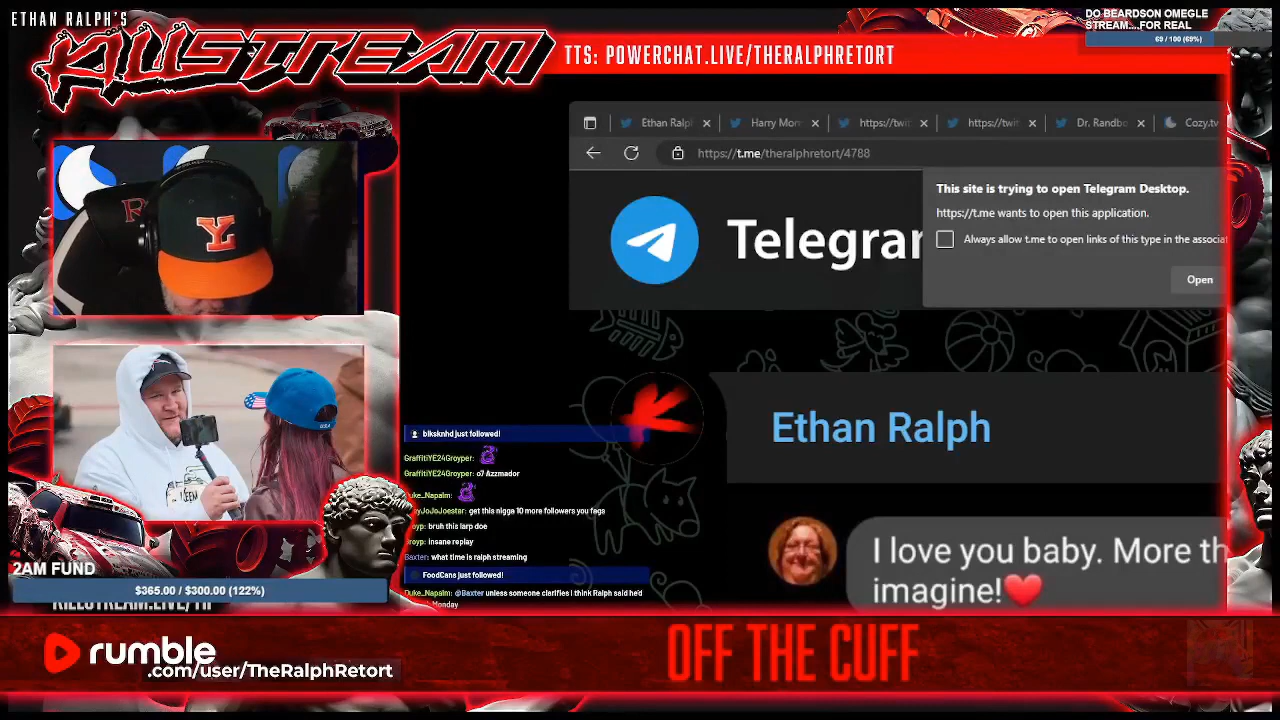 ETHAN RALPH'S
KILLSTREAM
TTS: POWERCHAT.LIVE/THERALPHRETORT
DO BEARDSON OMEGLE
STREAM...FOR REAL
69 / 100 (69%)
Ethan Ralp
Harry Mor
https://twi
https://twi
Dr. Randbo
Cozy.tv
https://t.me/theralphretort/4788
This site is trying to open Telegram Desktop.
https://t.me wants to open this application.
Always allow t.me to open links of this type in the associat
Open
Telegram
Y
R
Ethan Ralph
I love you baby. More th
imagine!❤️
blksknhd just followed!
GraffitiYE24Groyper:
GraffitiYE24Groyper: o7 Azzmador
Duke_Napalm:
yJoJoJoestar: get this nigga 10 more followers you fags
royp: bruh this larp doe
royp: insane replay
Baxter: what time is ralph streaming
FoodCans just followed!
Duke_Napalm: @Baxter unless someone clarifies I think Ralph said he'd
Monday
2AM FUND
$365.00 / $300.00 (122%)
rumble
.com/user/TheRalphRetort
OFF THE CUFF